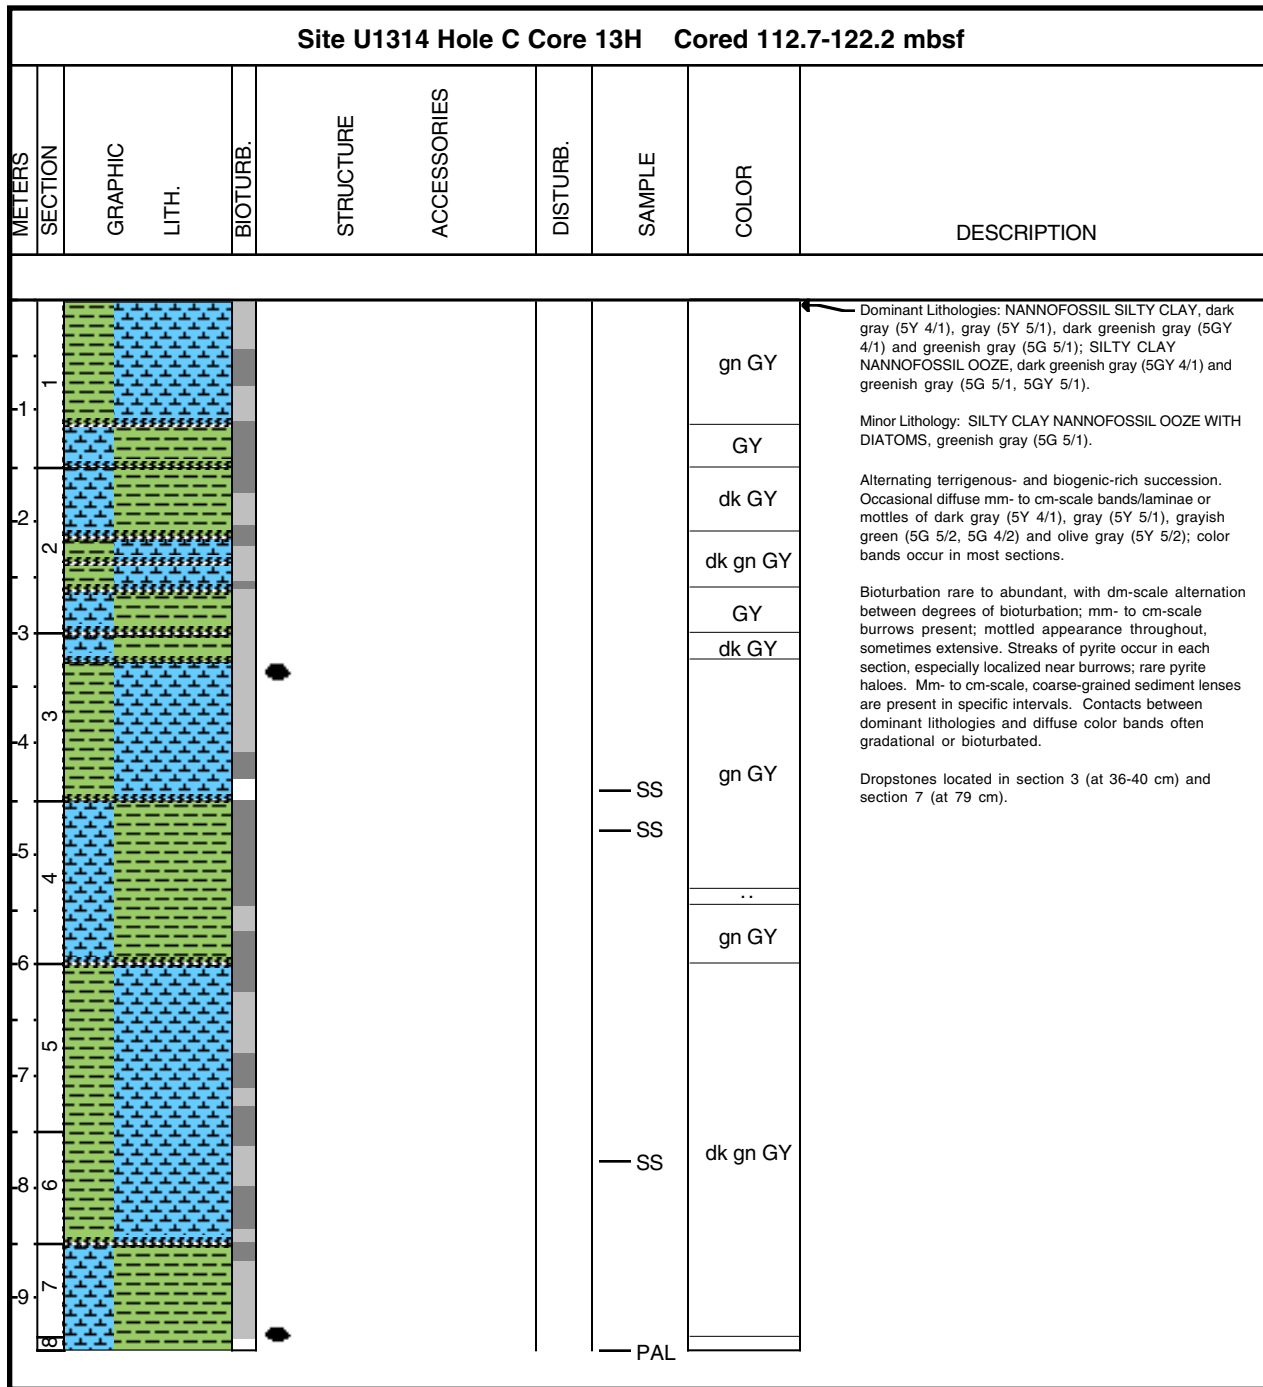 Site U1314 Hole C Core 13H Cored 112.7-122.2 mbsf
METERS
SECTION
GRAPHIC
LITH.
BIOTURB.
STRUCTURE
ACCESSORIES
DISTURB.
SAMPLE
COLOR
DESCRIPTION
1
2
3
4
5
6
7
8
9
1
2
3
4
5
6
7
8
SS
SS
SS
PAL
gn GY
GY
dk GY
dk gn GY
GY
dk GY
gn GY
..
gn GY
dk gn GY
Dominant Lithologies: NANNOFOSSIL SILTY CLAY, dark
gray (5Y 4/1), gray (5Y 5/1), dark greenish gray (5GY
4/1) and greenish gray (5G 5/1); SILTY CLAY
NANNOFOSSIL OOZE, dark greenish gray (5GY 4/1) and
greenish gray (5G 5/1, 5GY 5/1).
Minor Lithology: SILTY CLAY NANNOFOSSIL OOZE WITH
DIATOMS, greenish gray (5G 5/1).
Alternating terrigenous- and biogenic-rich succession.
Occasional diffuse mm- to cm-scale bands/laminae or
mottles of dark gray (5Y 4/1), gray (5Y 5/1), grayish
green (5G 5/2, 5G 4/2) and olive gray (5Y 5/2); color
bands occur in most sections.
Bioturbation rare to abundant, with dm-scale alternation
between degrees of bioturbation; mm- to cm-scale
burrows present; mottled appearance throughout,
sometimes extensive. Streaks of pyrite occur in each
section, especially localized near burrows; rare pyrite
haloes. Mm- to cm-scale, coarse-grained sediment lenses
are present in specific intervals. Contacts between
dominant lithologies and diffuse color bands often
gradational or bioturbated.
Dropstones located in section 3 (at 36-40 cm) and
section 7 (at 79 cm).